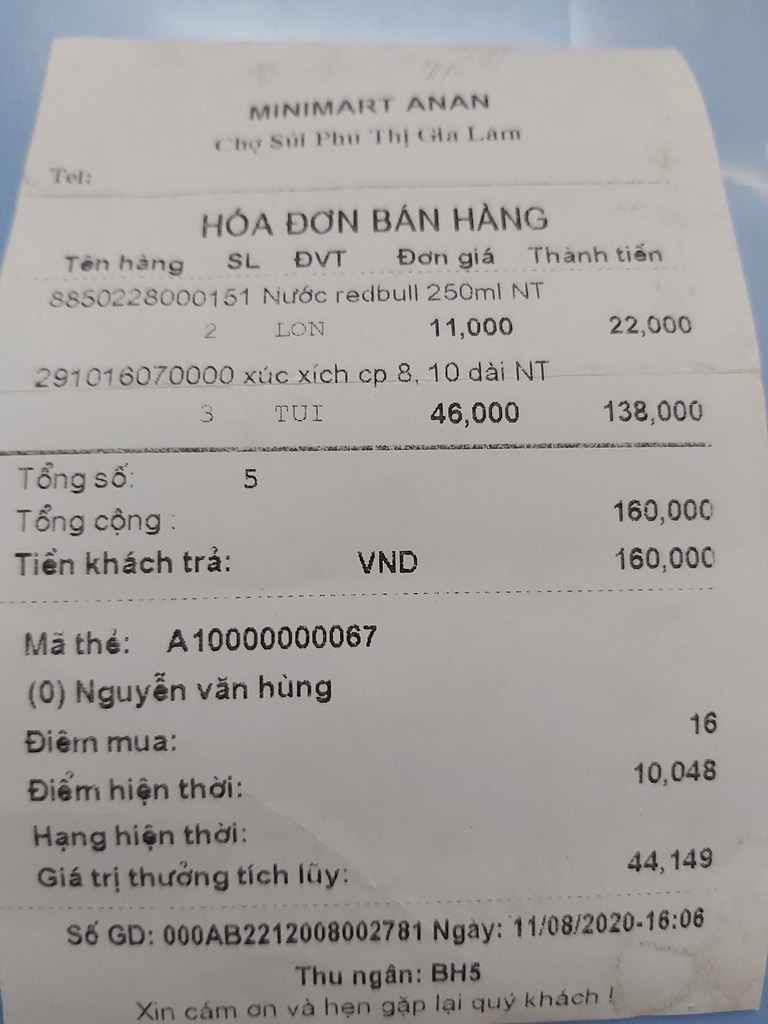 MINIMART ANAN
Chợ Sủi Phú Thị Gia Lâm
Tel:
HÓA ĐƠN BÁN HÀNG
Tên hàng SL ĐVT Đơn giá Thành tiền
8850228000151 Nước redbull 250ml NT
2 LON 11,000 22,000
291016070000 xúc xích cp 8, 10 dài NT
3 TUI 46,000 138,000
Tổng số: 5
Tổng cộng : 160,000
Tiền khách trả: VND 160,000
Mã thẻ: A10000000067
(0) Nguyễn văn hùng
Điểm mua: 16
Điểm hiện thời: 10,048
Hạng hiện thời:
Giá trị thưởng tích lũy: 44,149
Số GD: 000AB2212008002781 Ngày: 11/08/2020-16:06
Thu ngân: BH5
Xin cám ơn và hẹn gặp lại quý khách !